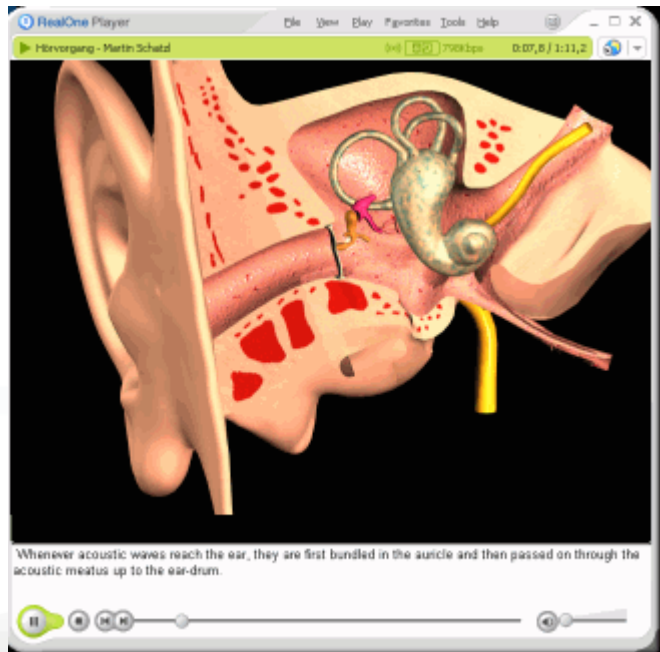 RealOne Player File View Play Favorites Tools Help
Hörvorgang - Martin Schatzl 798Kbps 0:07,8 / 1:11,2
Whenever acoustic waves reach the ear, they are first bundled in the auricle and then passed on through the
acoustic meatus up to the ear-drum.